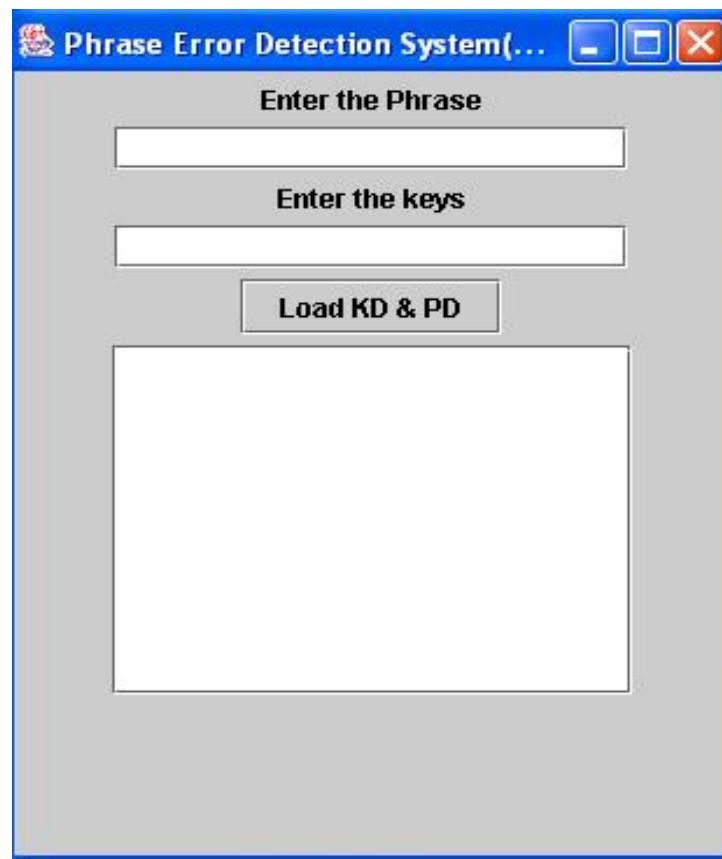 Phrase Error Detection System(...
Enter the Phrase
Enter the keys
Load KD & PD